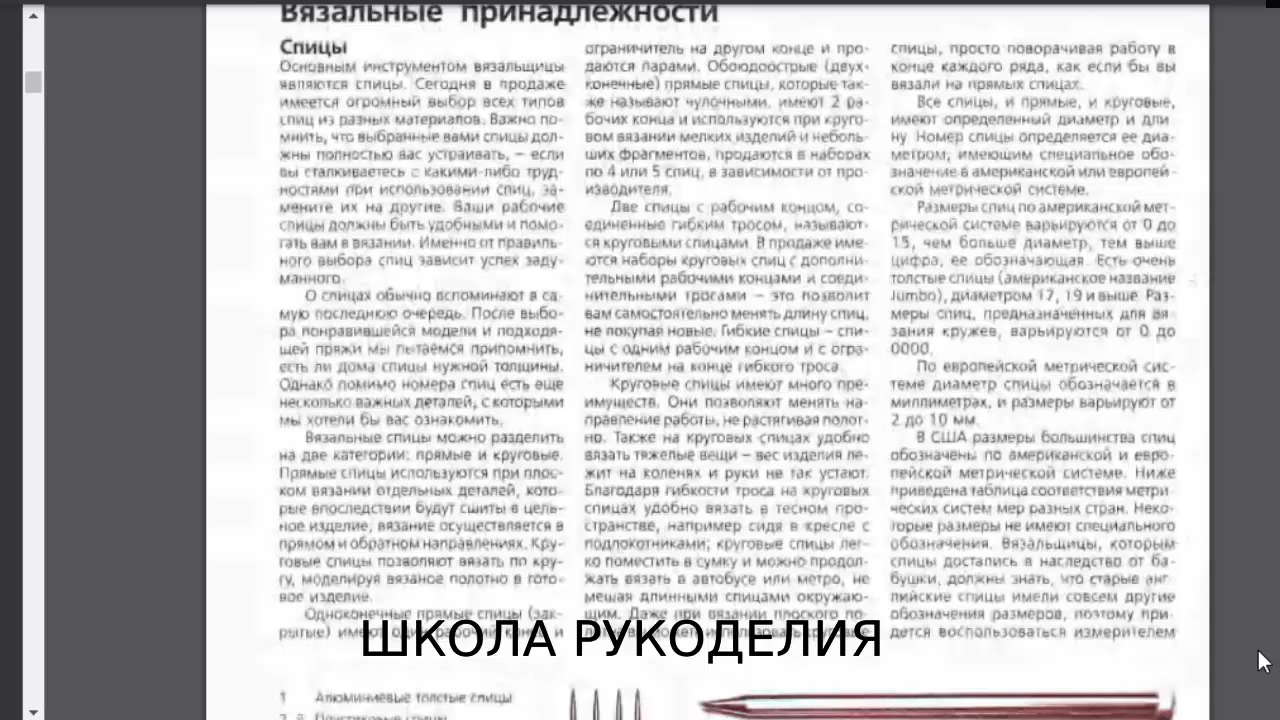 Вязальные принадлежности
Спицы
Основным инструментом вязальщицы
являются спицы. Сегодня в продаже
имеется огромный выбор всех типов
спиц из разных материалов. Важно по-
мнить, что выбранные вами спицы дол-
жны полностью вас устраивать, – если
вы сталкиваетесь с какими-либо труд-
ностями при использовании спиц, за-
мените их на другие. Ваши рабочие
спицы должны быть удобными и помо-
гать вам в вязании. Именно от правиль-
ного выбора спиц зависит успех заду-
манного.
О спицах обычно вспоминают в са-
мую последнюю очередь. После выбо-
ра понравившейся модели и подходя-
щей пряжи мы пытаемся припомнить,
есть ли дома спицы нужной толщины.
Однако помимо номера спиц есть еще
несколько важных деталей, с которыми
мы хотели бы вас ознакомить.
Вязальные спицы можно разделить
на две категории: прямые и круговые.
Прямые спицы используются при плос-
ком вязании отдельных деталей, кото-
рые впоследствии будут сшиты в цель-
ное изделие, вязание осуществляется в
прямом и обратном направлениях. Кру-
говые спицы позволяют вязать по кру-
гу, моделируя вязаное полотно в гото-
вое изделие.
Одноконечные прямые спицы (зак-
рытые) имеют один рабочий конец и
ограничитель на другом конце и про-
даются парами. Обоюдоострые (двух-
конечные) прямые спицы, которые так-
же называют чулочными, имеют 2 ра-
бочих конца и используются при круго-
вом вязании мелких изделий и неболь-
ших фрагментов, продаются в наборах
по 4 или 5 спиц, в зависимости от про-
изводителя.
Две спицы с рабочим концом, со-
единенные гибким тросом, называют-
ся круговыми спицами. В продаже име-
ются наборы круговых спиц с дополни-
тельными рабочими концами и соеди-
нительными тросами – это позволит
вам самостоятельно менять длину спиц,
не покупая новые. Гибкие спицы – спи-
цы с одним рабочим концом и с огра-
ничителем на конце гибкого троса.
Круговые спицы имеют много пре-
имуществ. Они позволяют менять на-
правление работы, не растягивая полот-
но. Также на круговых спицах удобно
вязать тяжелые вещи – вес изделия ле-
жит на коленях и руки не так устают.
Благодаря гибкости троса на круговых
спицах удобно вязать в тесном про-
странстве, например сидя в кресле с
подлокотниками; круговые спицы лег-
ко поместить в сумку и можно продол-
жать вязать в автобусе или метро, не
мешая длинными спицами окружаю-
щим. Даже при вязании плоского по-
использовать круговые
спицы, просто поворачивая работу в
конце каждого ряда, как если бы вы
вязали на прямых спицах.
Все спицы, и прямые, и круговые,
имеют определенный диаметр и дли-
ну. Номер спицы определяется ее диа-
метром, имеющим специальное обо-
значение в американской или европей-
ской метрической системе.
Размеры спиц по американской мет-
рической системе варьируются от 0 до
15, чем больше диаметр, тем выше
цифра, ее обозначающая. Есть очень
толстые спицы (американское название
Jumbo), диаметром 17, 19 и выше. Раз-
меры спиц, предназначенных для вя-
зания кружев, варьируются от 0 до
0000.
По европейской метрической сис-
теме диаметр спицы обозначается в
миллиметрах, и размеры варьируют от
2 до 10 мм.
В США размеры большинства спиц
обозначены по американской и евро-
пейской метрической системе. Ниже
приведена таблица соответствия метри-
ческих систем мер разных стран. Неко-
торые размеры не имеют специального
обозначения. Вязальщицы, которым
спицы достались в наследство от ба-
бушки, должны знать, что старые анг-
лийские спицы имели совсем другие
обозначения размеров, поэтому при-
дется воспользоваться измерителем
ШКОЛА РУКОДЕЛИЯ
1 Алюминиевые толстые спицы
Пластиковые спицы